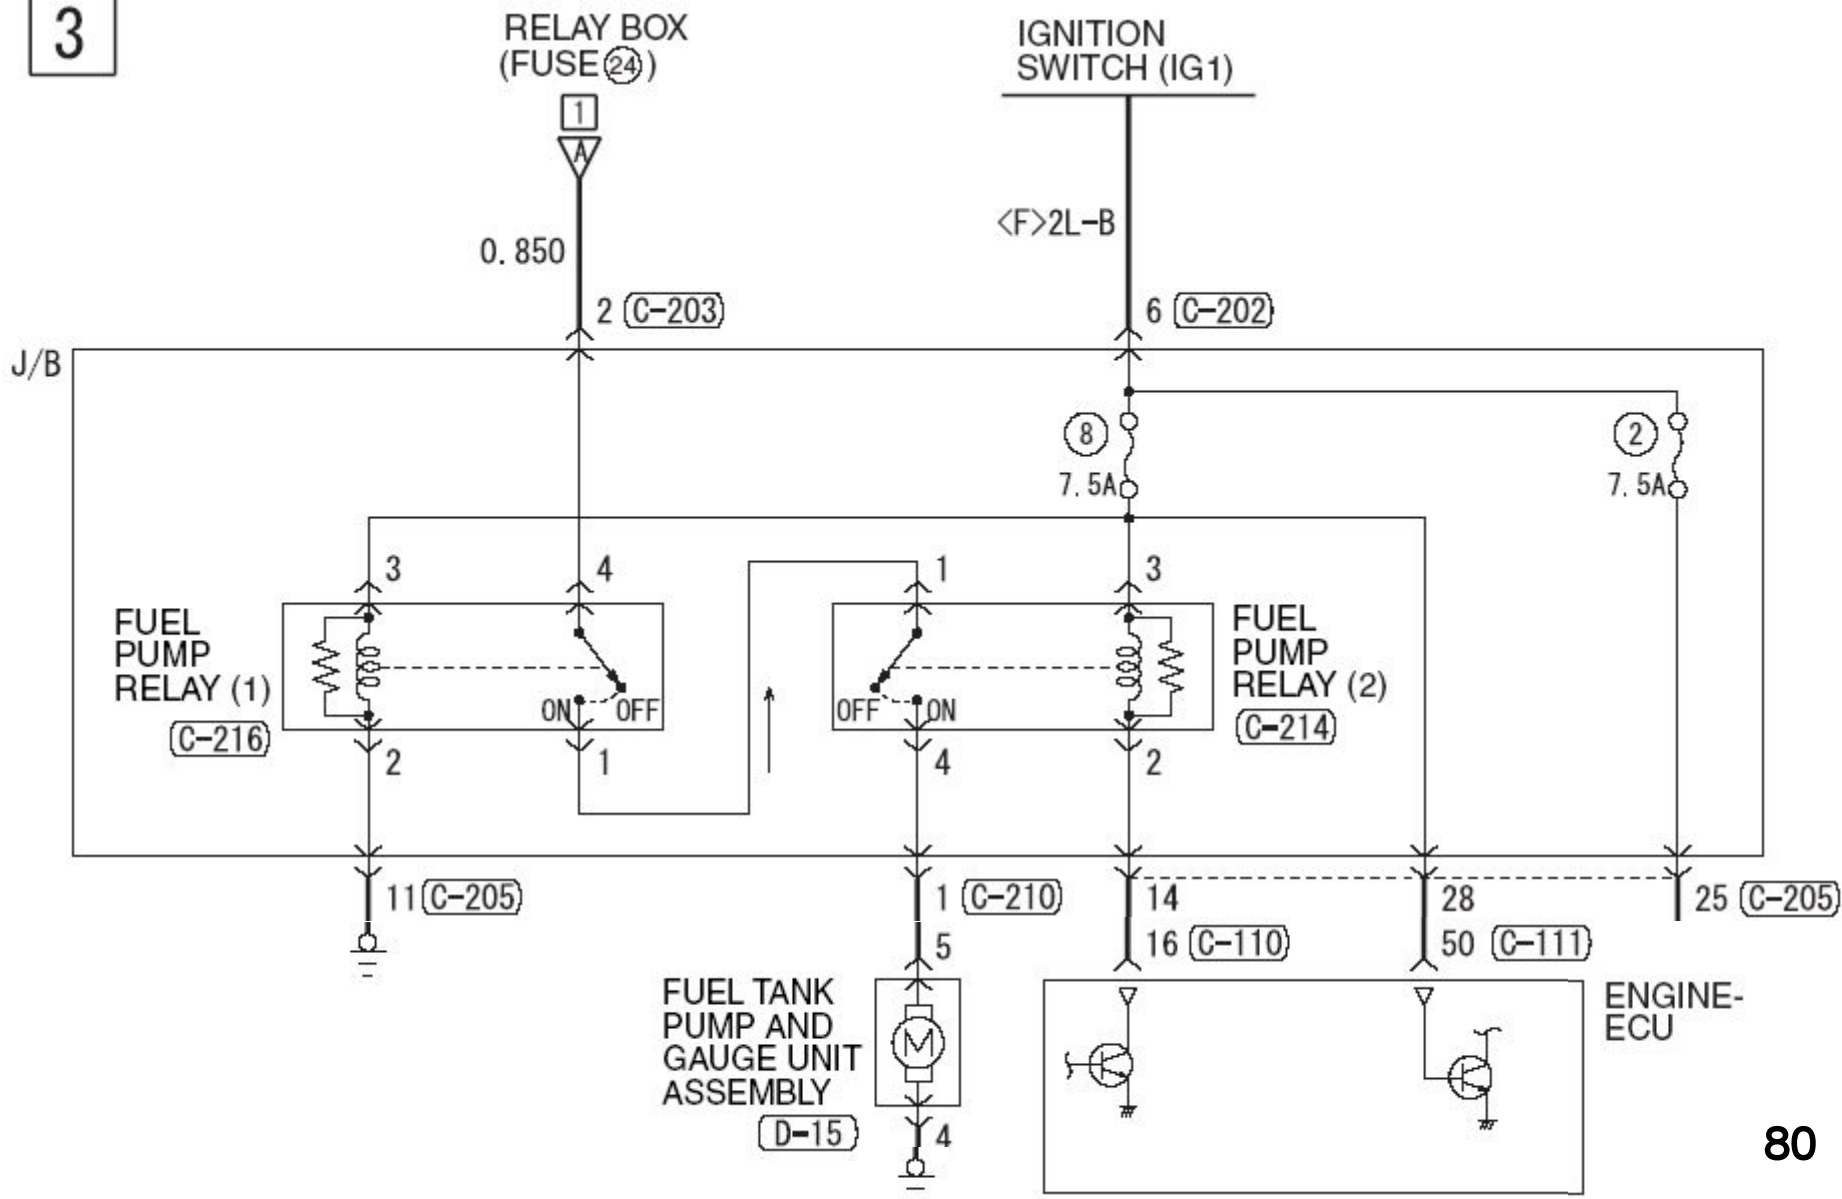 3
RELAY BOX
(FUSE 24)
IGNITION
SWITCH (IG1)
1
A
0.850
<F>2L-B
2 C-203
6 C-202
J/B
8
7.5A
2
7.5A
3
4
1
3
FUEL
PUMP
RELAY (1)
C-216
ON
OFF
OFF
ON
FUEL
PUMP
RELAY (2)
C-214
2
1
4
2
11 C-205
1 C-210
14
28
25 C-205
5
16 C-110
50 C-111
FUEL TANK
PUMP AND
GAUGE UNIT
ASSEMBLY
D-15
M
4
ENGINE-
ECU
80